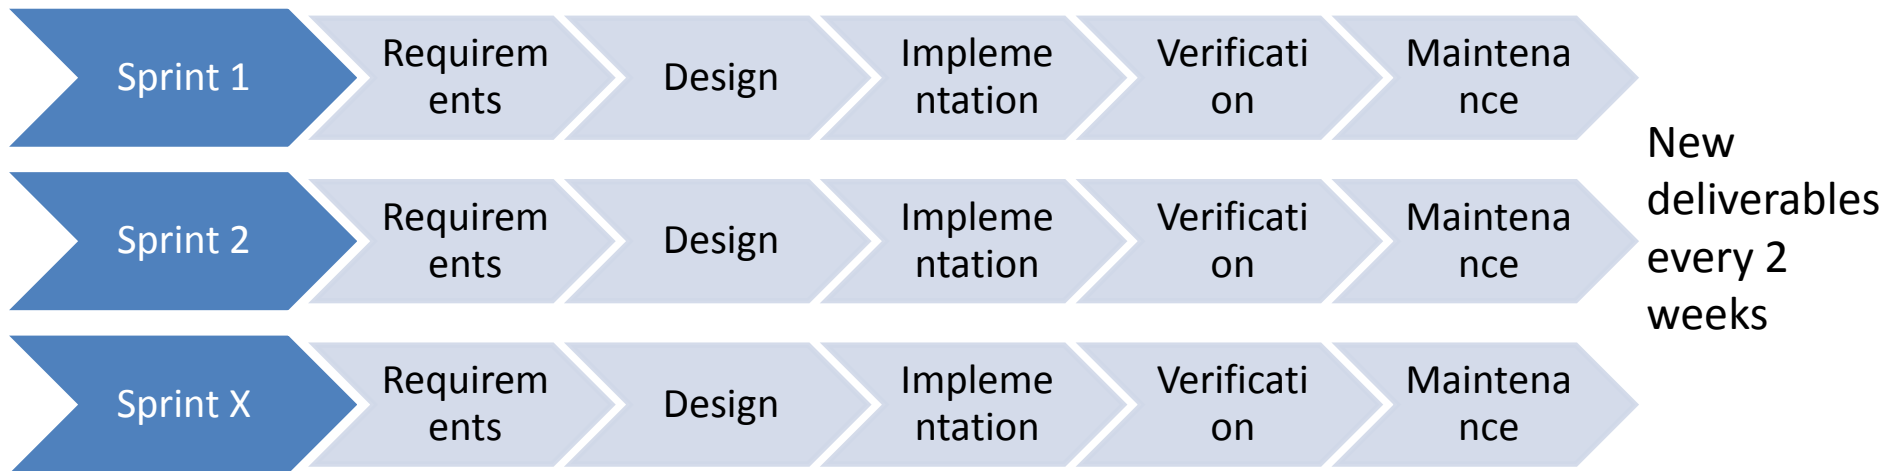 Sprint 1
Requirem
ents
Design
Impleme
ntation
Verificati
on
Maintena
nce
Sprint 2
Requirem
ents
Design
Impleme
ntation
Verificati
on
Maintena
nce
Sprint X
Requirem
ents
Design
Impleme
ntation
Verificati
on
Maintena
nce
New
deliverables
every 2
weeks